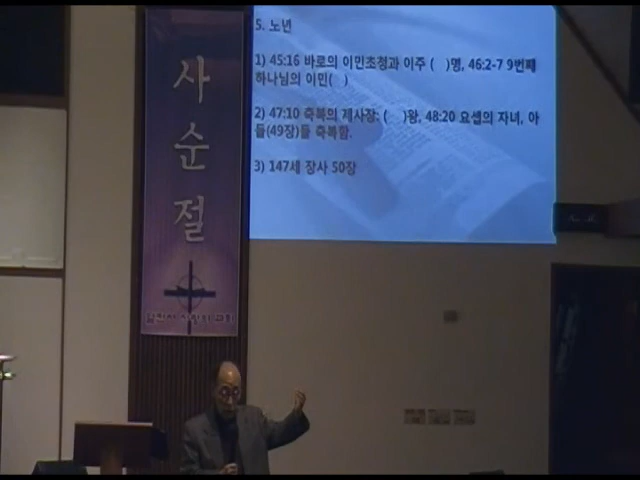 5. 노년
1) 45:16 바로의 이민초청과 이주 (   )명, 46:2-7 9번째
하나님의 이민(   )
2) 47:10 축복의 제사장: (   )왕, 48:20 요셉의 자녀, 아
들(49장)들 축복함.
3) 147세 장사 50장
사순절
교회